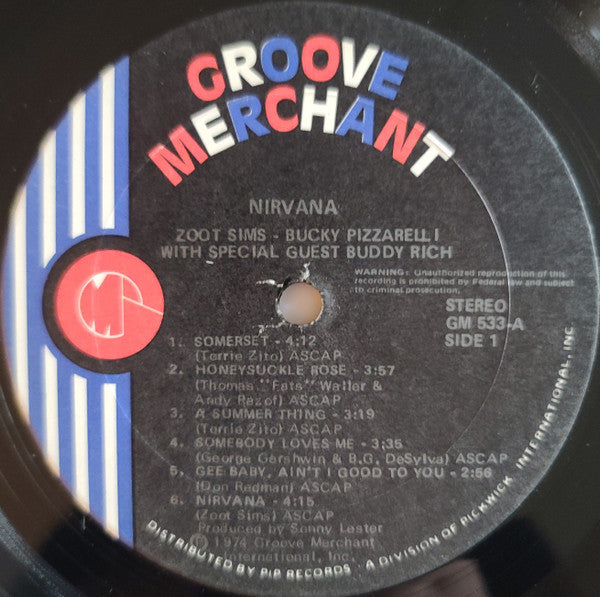 GROOVE
MERCHANT
NIRVANA
ZOOT SIMS - BUCKY PIZZARELLI
WITH SPECIAL GUEST BUDDY RICH
WARNING: Unauthorized reproduction of this
recording is prohibited by Federal law and subject
to criminal prosecution.
STEREO
GM 533-A
SIDE 1
1. SOMERSET - 4:12
(Torrie Zito) ASCAP
2. HONEYSUCKLE ROSE - 3:57
(Thomas "Fats" Waller &
Andy Razof) ASCAP
3. A SUMMER THING - 3:19
(Torrie Zito) ASCAP
4. SOMEBODY LOVES ME - 3:35
(George Gershwin & B.G. DeSylva) ASCAP
5. GEE BABY, AIN'T I GOOD TO YOU - 2:56
(Don Redman) ASCAP
6. NIRVANA - 4:15
(Zoot Sims) ASCAP
Produced by Sonny Lester
Ⓟ 1974 Groove Merchant
International, Inc.
DISTRIBUTED BY PIP RECORDS - A DIVISION OF PICKWICK INTERNATIONAL, INC.